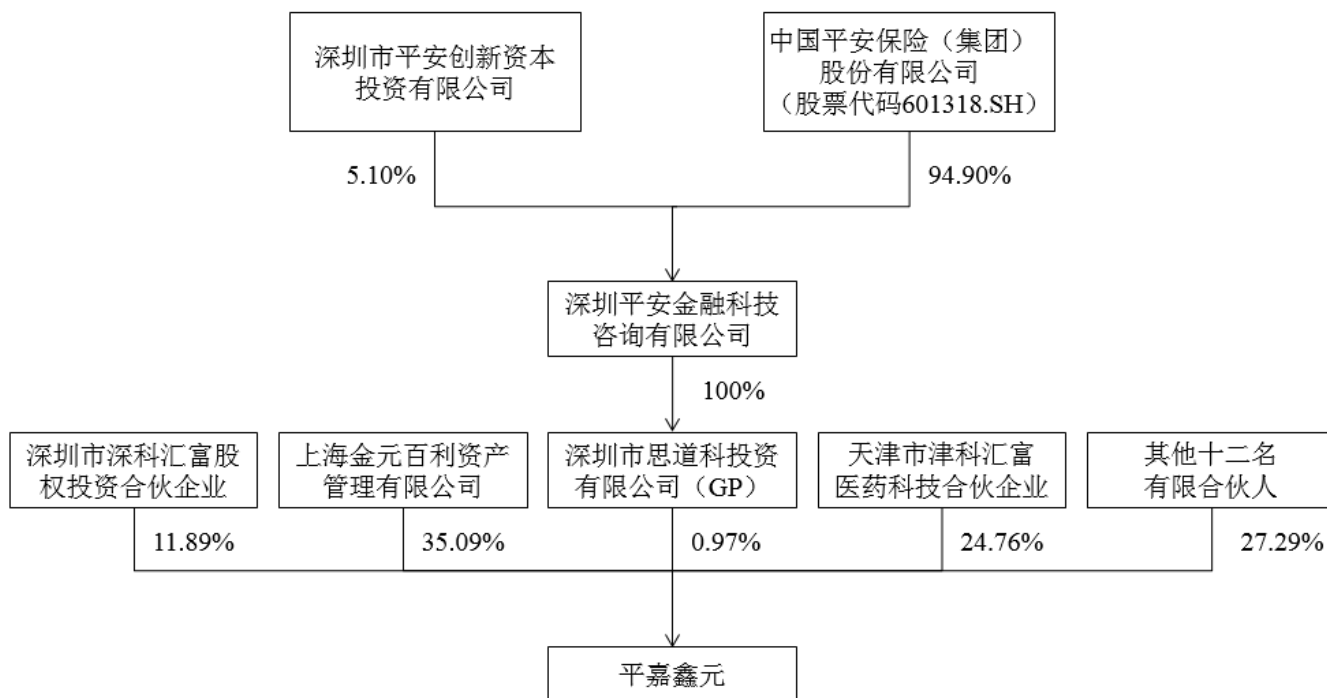 深圳市平安创新资本
投资有限公司
中国平安保险（集团）
股份有限公司
（股票代码601318.SH）
5.10%
94.90%
深圳平安金融科技
咨询有限公司
100%
深圳市深科汇富股
权投资合伙企业
上海金元百利资产
管理有限公司
深圳市思道科投资
有限公司（GP）
天津市津科汇富
医药科技合伙企业
其他十二名
有限合伙人
11.89%
35.09%
0.97%
24.76%
27.29%
平嘉鑫元